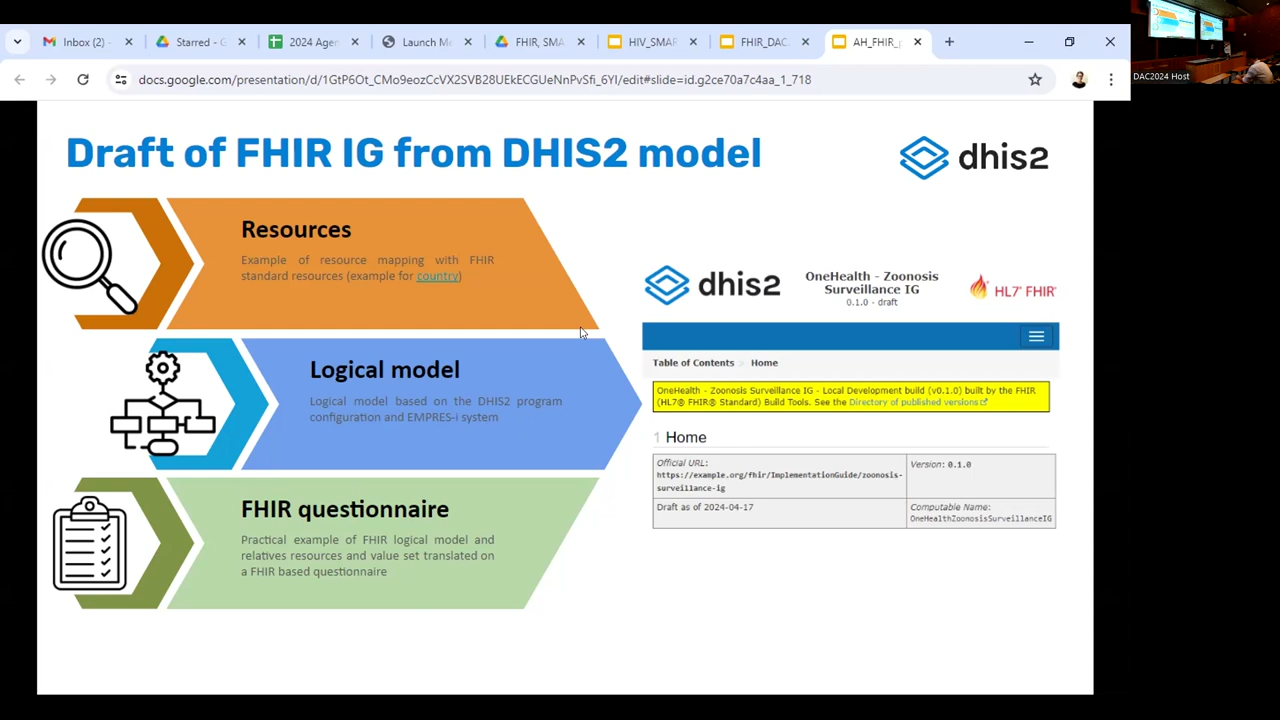 Inbox (2) -
Starred - G
2024 Agen
Launch M
FHIR, SMA
HIV_SMAR
FHIR_DAC
AH_FHIR_
docs.google.com/presentation/d/1GtP6Ot_CMo9eozCcVX2SVB28UEkECGUeNnPvSfi_6YI/edit#slide=id.g2ce70a7c4aa_1_718
DAC2024 Host
Draft of FHIR IG from DHIS2 model
dhis2
Resources
Example of resource mapping with FHIR
standard resources (example for country)
Logical model
Logical model based on the DHIS2 program
configuration and EMPRES-i system
FHIR questionnaire
Practical example of FHIR logical model and
relatives resources and value set translated on
a FHIR based questionnaire
dhis2
OneHealth - Zoonosis
Surveillance IG
0.1.0 - draft
HL7® FHIR®
Table of Contents > Home
OneHealth - Zoonosis Surveillance IG - Local Development build (v0.1.0) built by the FHIR
(HL7® FHIR® Standard) Build Tools. See the Directory of published versions
1 Home
Official URL:
https://example.org/fhir/ImplementationGuide/zoonosis-
surveillance-ig
Version: 0.1.0
Draft as of 2024-04-17
Computable Name:
OneHealthZoonosisSurveillanceIG